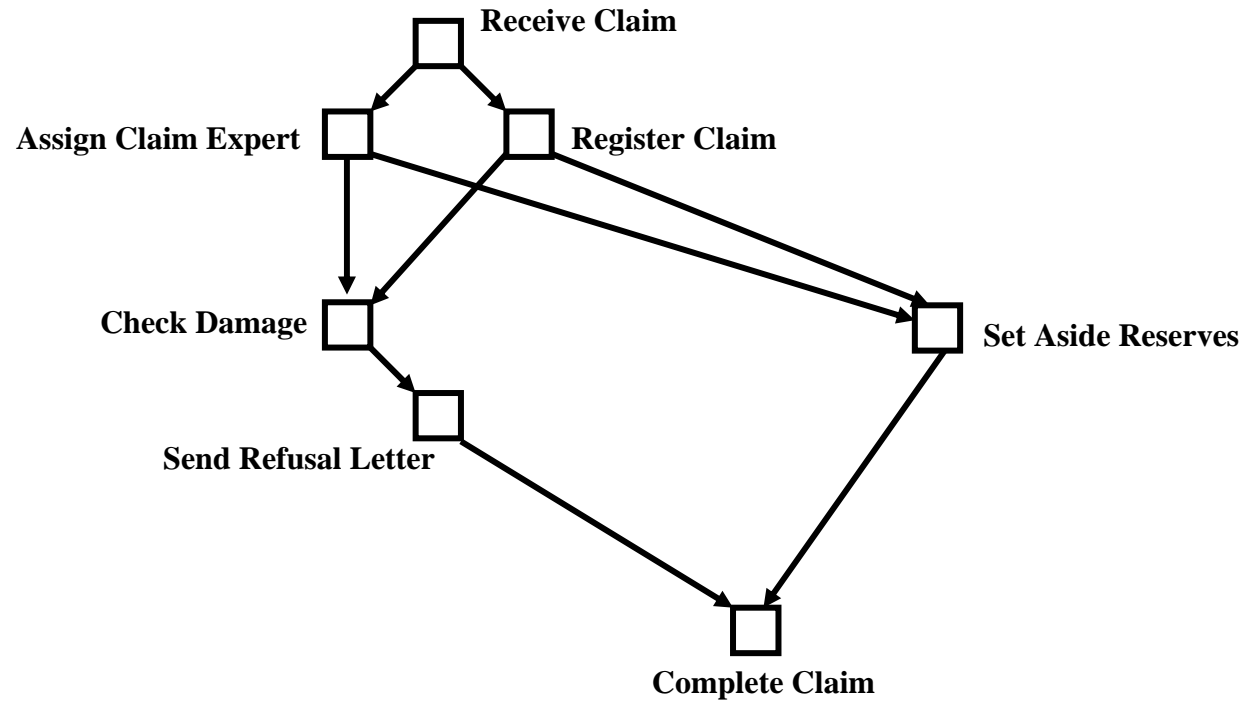 Receive Claim
Assign Claim Expert
Register Claim
Check Damage
Set Aside Reserves
Send Refusal Letter
Complete Claim